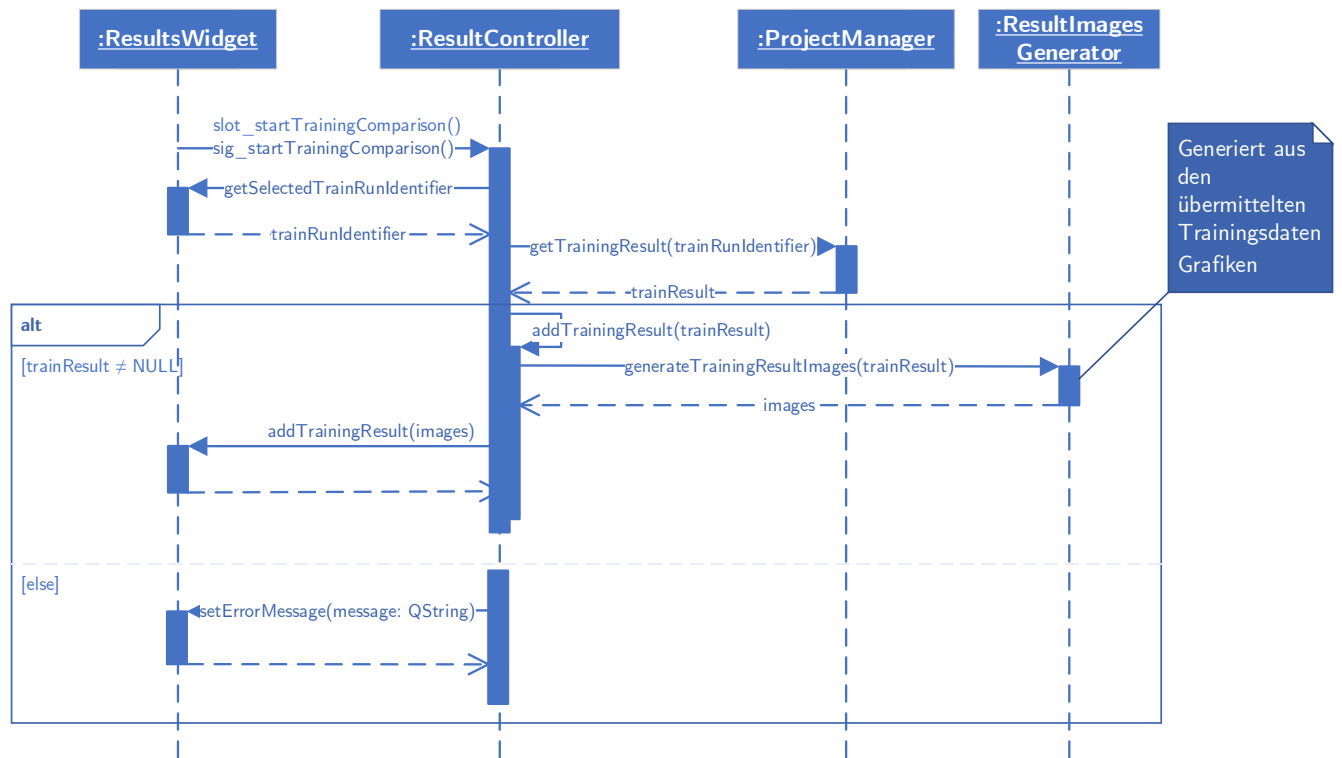 :ResultsWidget
:ResultController
:ProjectManager
:ResultImages
Generator
slot_startTrainingComparison()
sig_startTrainingComparison()
getSelectedTrainRunIdentifier
trainRunIdentifier
getTrainingResult(trainRunIdentifier)
trainResult
Generiert aus
den
übermittelten
Trainingsdaten
Grafiken
alt
[trainResult ≠ NULL]
addTrainingResult(trainResult)
generateTrainingResultImages(trainResult)
images
addTrainingResult(images)
[else]
setErrorMessage(message: QString)